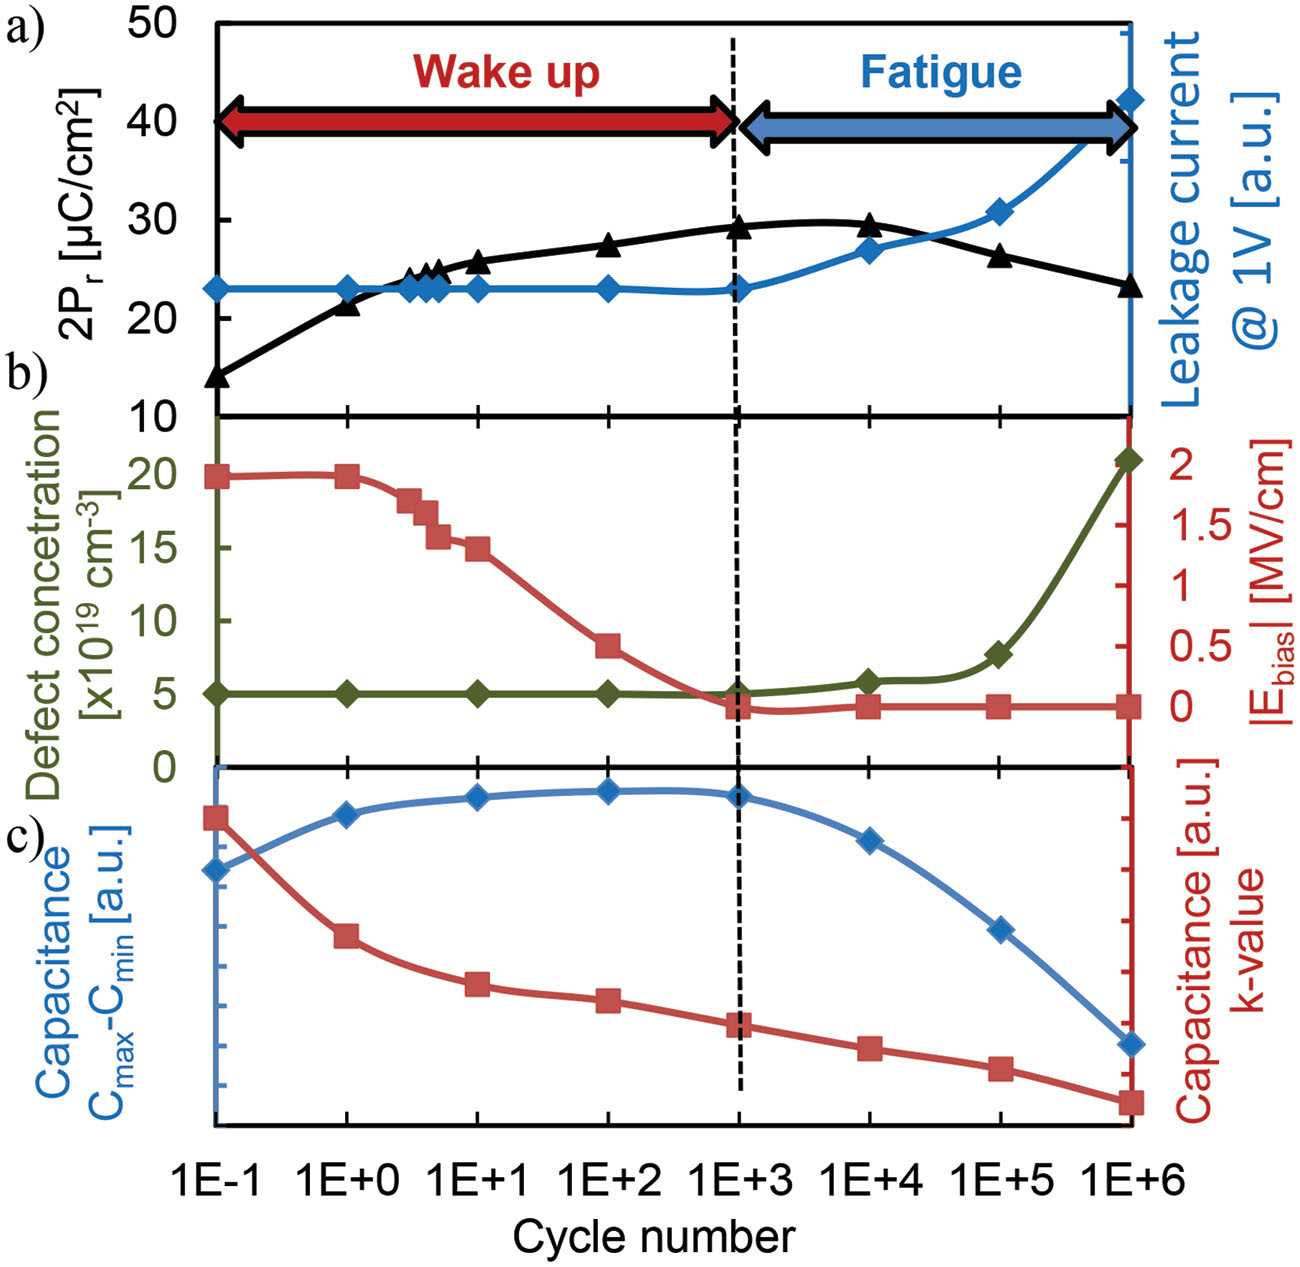 a)
50
40
30
20
10
2Pr [µC/cm2]
Wake up
Fatigue
Leakage current
@ 1V [a.u.]
b)
Defect concetration
[x10^19 cm-3]
20
15
10
5
0
2
1.5
1
0.5
0
|Ebias| [MV/cm]
c)
Capacitance
Cmax-Cmin [a.u.]
Capacitance [a.u.]
k-value
1E-1 1E+0 1E+1 1E+2 1E+3 1E+4 1E+5 1E+6
Cycle number